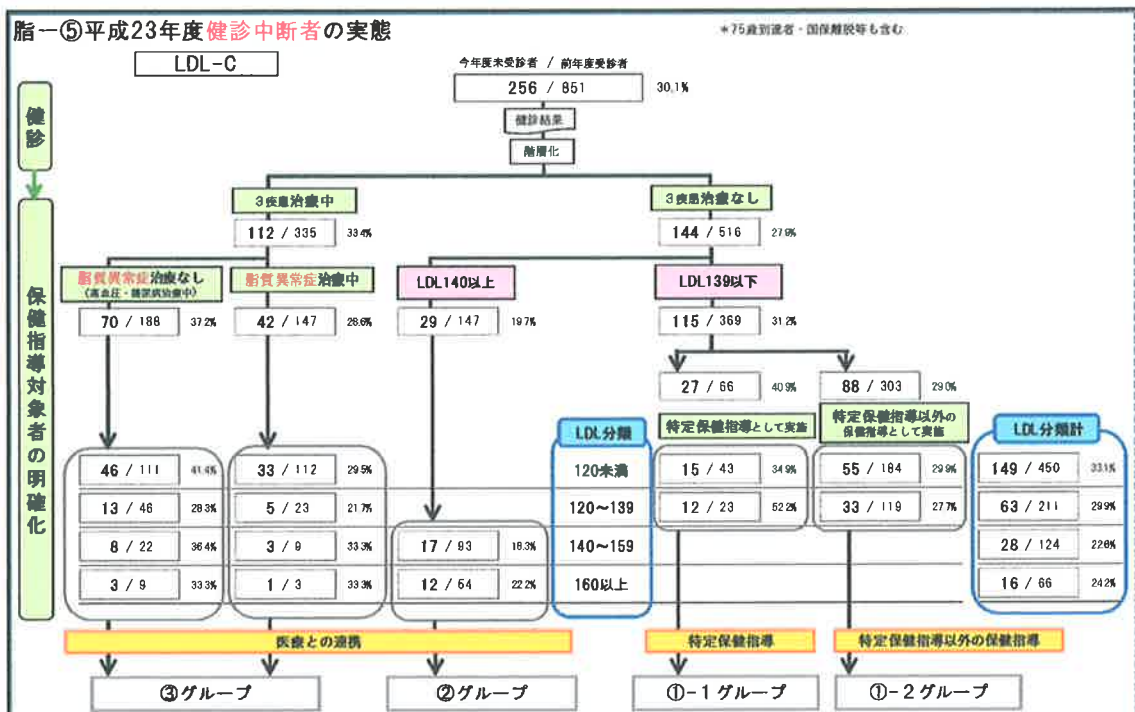 脂ー⑤平成23年度健診中断者の実態
*75歳到達者・国保離脱等も含む
LDL-C
今年度未受診者 / 前年度受診者
256 / 851 30.1%
健診
健診結果
階層化
3疾患治療中 3疾患治療なし
112 / 335 33.4% 144 / 516 27.9%
脂質異常症治療なし
(高血圧・糖尿病治療中)
脂質異常症治療中 LDL140以上 LDL139以下
70 / 188 37.2% 42 / 147 28.6% 29 / 147 19.7% 115 / 369 31.2%
保健指導対象者の明確化
27 / 66 40.9% 88 / 303 29.0%
LDL分類 特定保健指導として実施 特定保健指導以外の
保健指導として実施
LDL分類計
46 / 111 41.4% 33 / 112 29.5% 120未満 15 / 43 34.9% 55 / 184 29.9% 149 / 450 33.1%
13 / 46 28.3% 5 / 23 21.7% 120～139 12 / 23 52.2% 33 / 119 27.7% 63 / 211 29.9%
8 / 22 36.4% 3 / 9 33.3% 17 / 93 18.3% 140～159 28 / 124 22.6%
3 / 9 33.3% 1 / 3 33.3% 12 / 54 22.2% 160以上 16 / 66 24.2%
医療との連携 特定保健指導 特定保健指導以外の保健指導
③グループ ②グループ ①-1グループ ①-2グループ